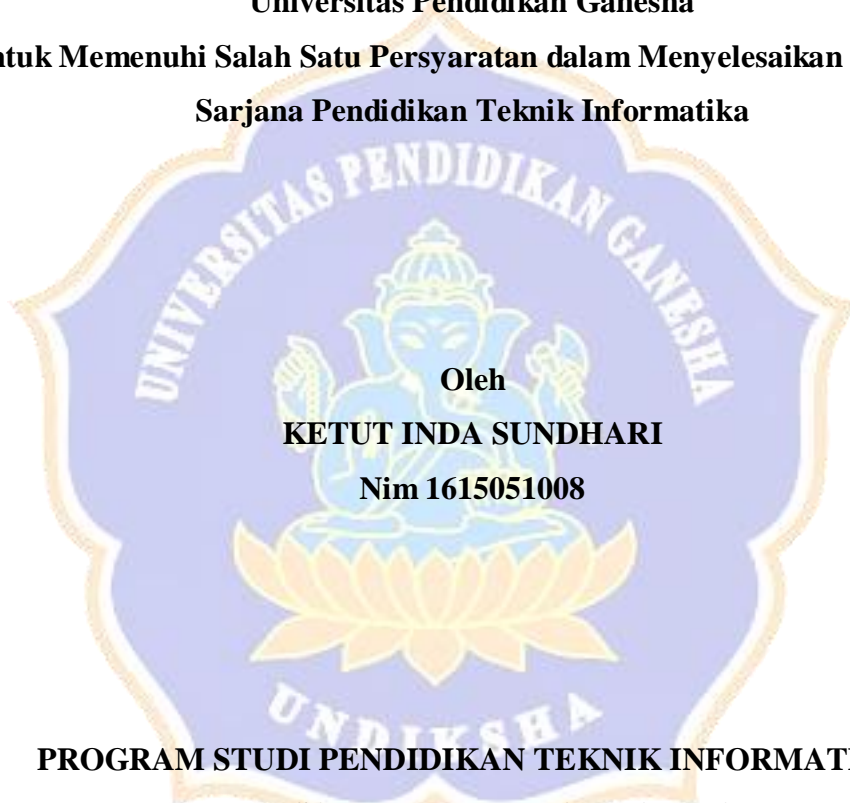 Universitas Pendidikan Ganesha
ntuk Memenuhi Salah Satu Persyaratan dalam Menyelesaikan
Sarjana Pendidikan Teknik Informatika
UNIVERSITAS PENDIDIKAN GANESHA
Oleh
KETUT INDA SUNDHARI
Nim 1615051008
UNDIKSHA
PROGRAM STUDI PENDIDIKAN TEKNIK INFORMATI